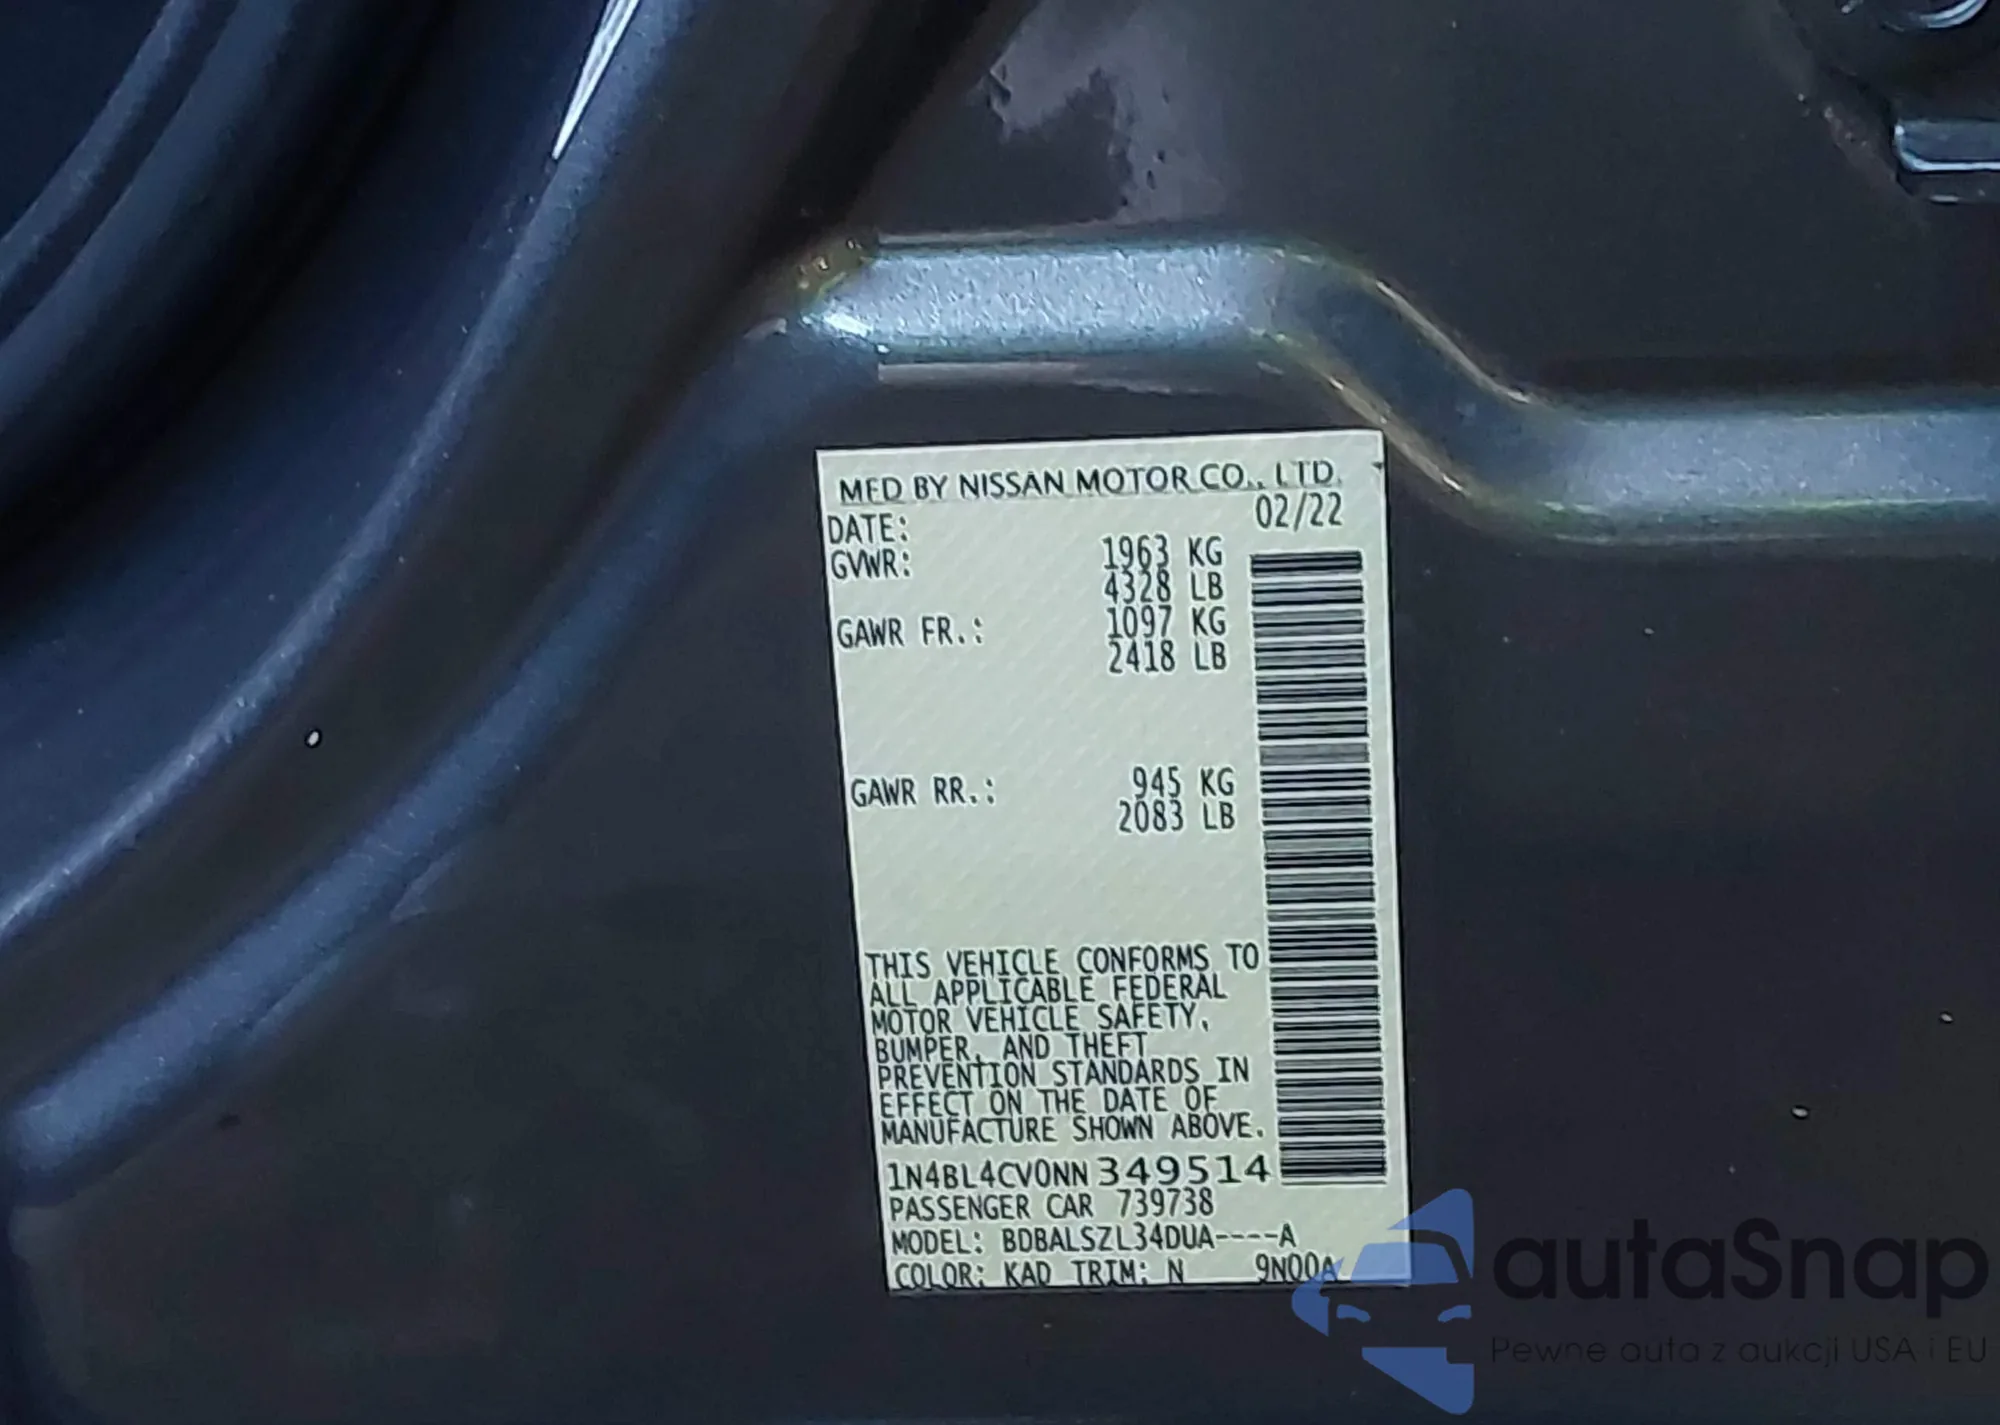 MFD BY NISSAN MOTOR CO., LTD.
DATE: 02/22
GVWR: 1963 KG
4328 LB
GAWR FR.: 1097 KG
2418 LB
GAWR RR.: 945 KG
2083 LB
THIS VEHICLE CONFORMS TO
ALL APPLICABLE FEDERAL
MOTOR VEHICLE SAFETY,
BUMPER, AND THEFT
PREVENTION STANDARDS IN
EFFECT ON THE DATE OF
MANUFACTURE SHOWN ABOVE.
1N4BL4CV0NN349514
PASSENGER CAR 739738
MODEL: BDBALSZL34DUA----A
COLOR: KAD TRIM: N 9N00A
autoSnap
Pewne auta z aukcji USA i EU